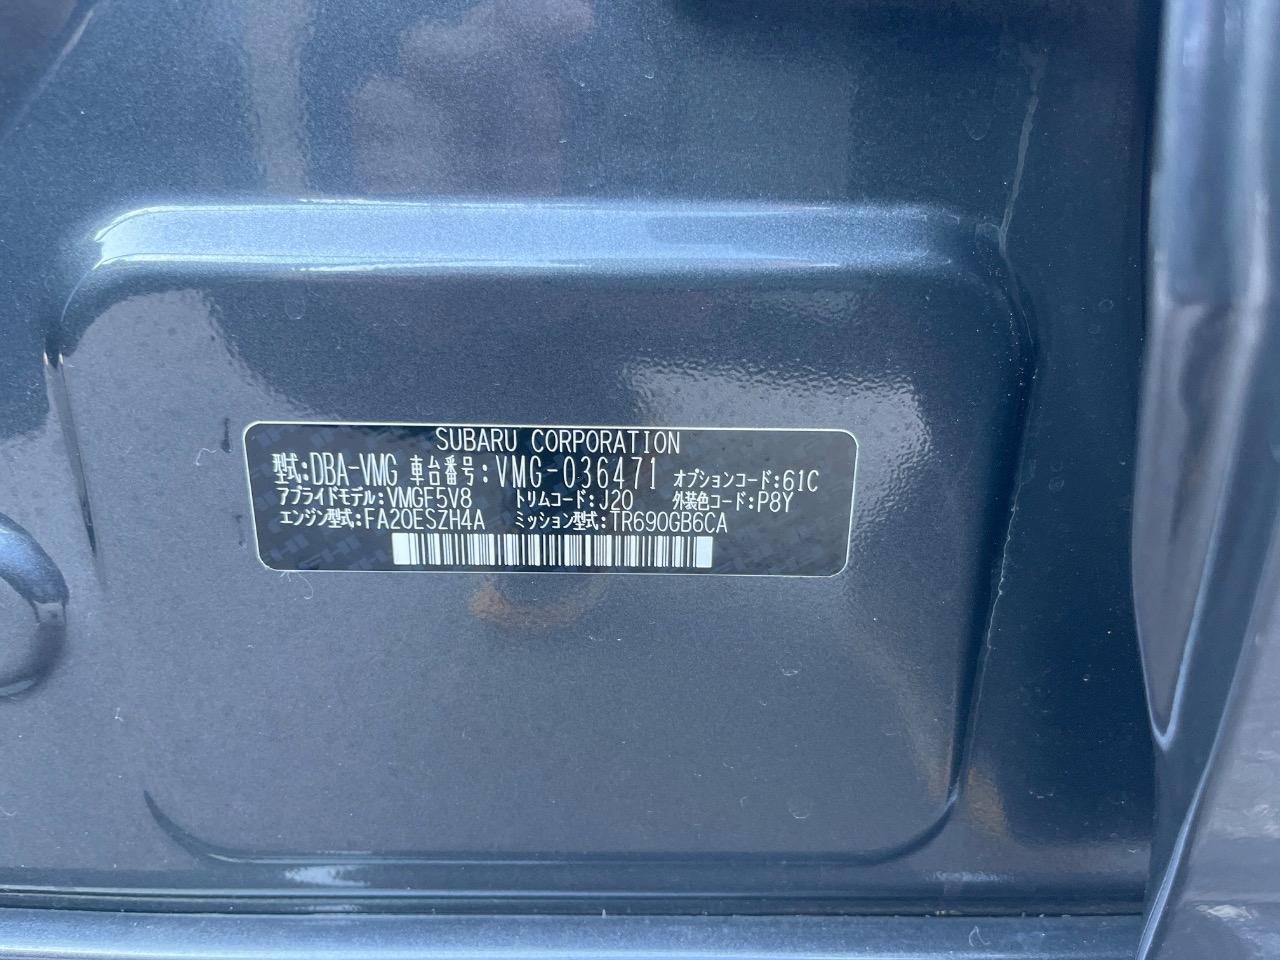 SUBARU CORPORATION
型式:DBA-VMG 車台番号:VMG-036471 オプションコード:61C
アプライドモデル:VMGF5V8 トリムコード:J20 外装色コード:P8Y
エンジン型式:FA20ESZH4A ミッション型式:TR690GB6CA